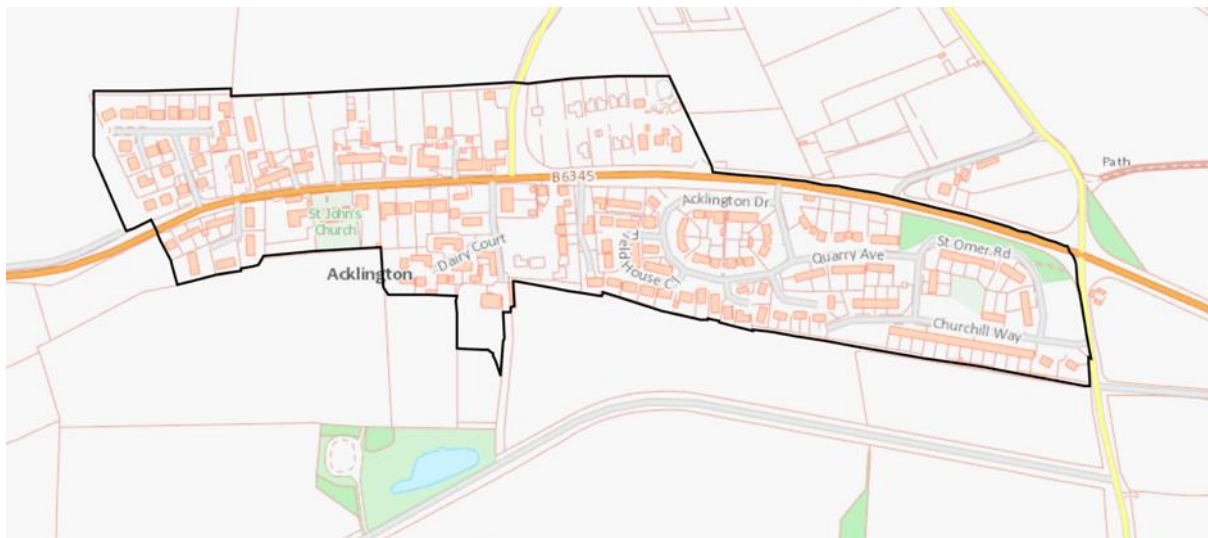 Path
B6345
Acklington Dr
St John's
Church
St Omer Rd
Dairy Court
Field House Cl
Quarry Ave
Acklington
Churchill Way